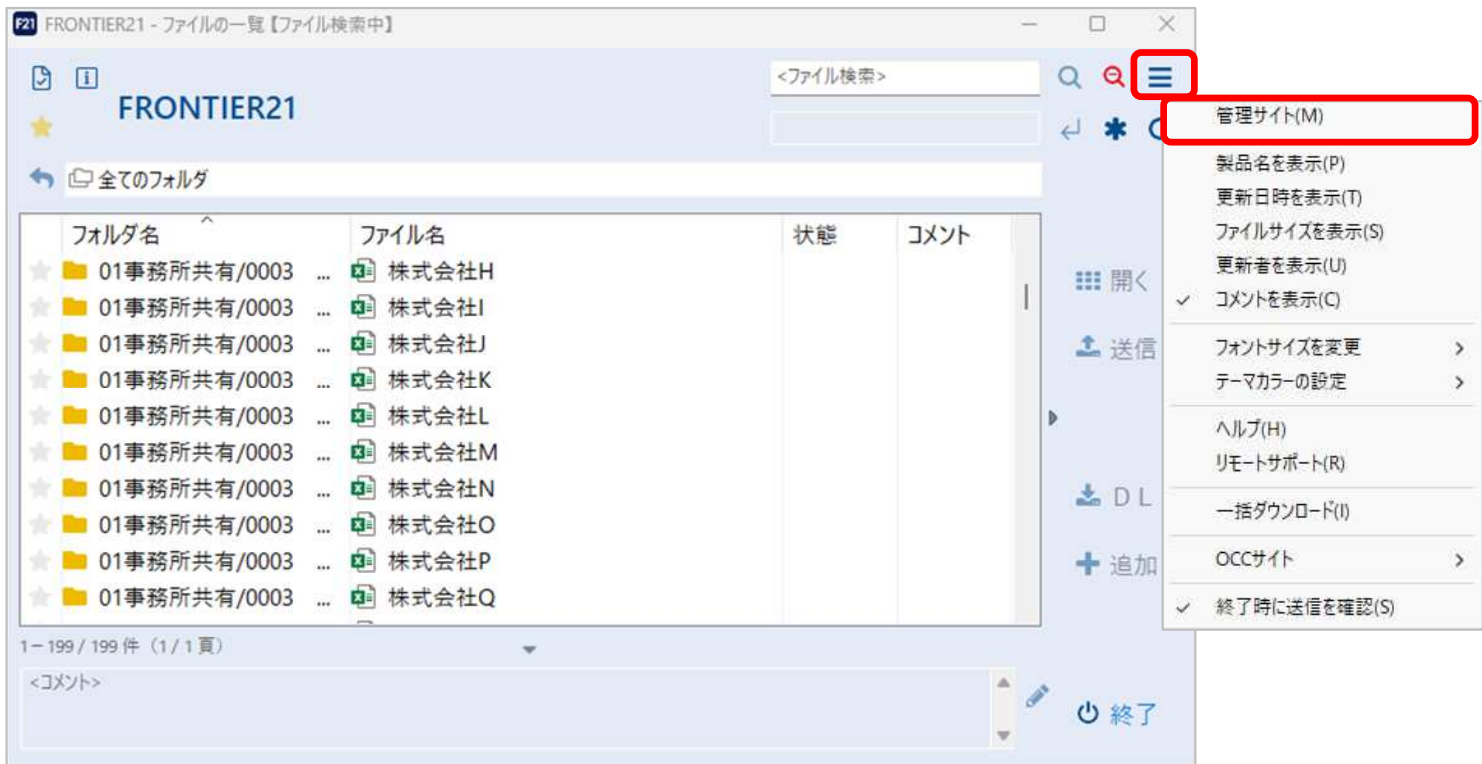 F21 FRONTIER21 - ファイルの一覧【ファイル検索中】
<ファイル検索>
FRONTIER21
全てのフォルダ
フォルダ名 ファイル名 状態 コメント
01事務所共有/0003 ... 株式会社H
01事務所共有/0003 ... 株式会社I
01事務所共有/0003 ... 株式会社J
01事務所共有/0003 ... 株式会社K
01事務所共有/0003 ... 株式会社L
01事務所共有/0003 ... 株式会社M
01事務所共有/0003 ... 株式会社N
01事務所共有/0003 ... 株式会社O
01事務所共有/0003 ... 株式会社P
01事務所共有/0003 ... 株式会社Q
1－199 / 199 件（1 / 1 頁）
<コメント>
開く
送信
ＤＬ
追加
終了
管理サイト(M)
製品名を表示(P)
更新日時を表示(T)
ファイルサイズを表示(S)
更新者を表示(U)
コメントを表示(C)
フォントサイズを変更
テーマカラーの設定
ヘルプ(H)
リモートサポート(R)
一括ダウンロード(I)
OCCサイト
終了時に送信を確認(S)